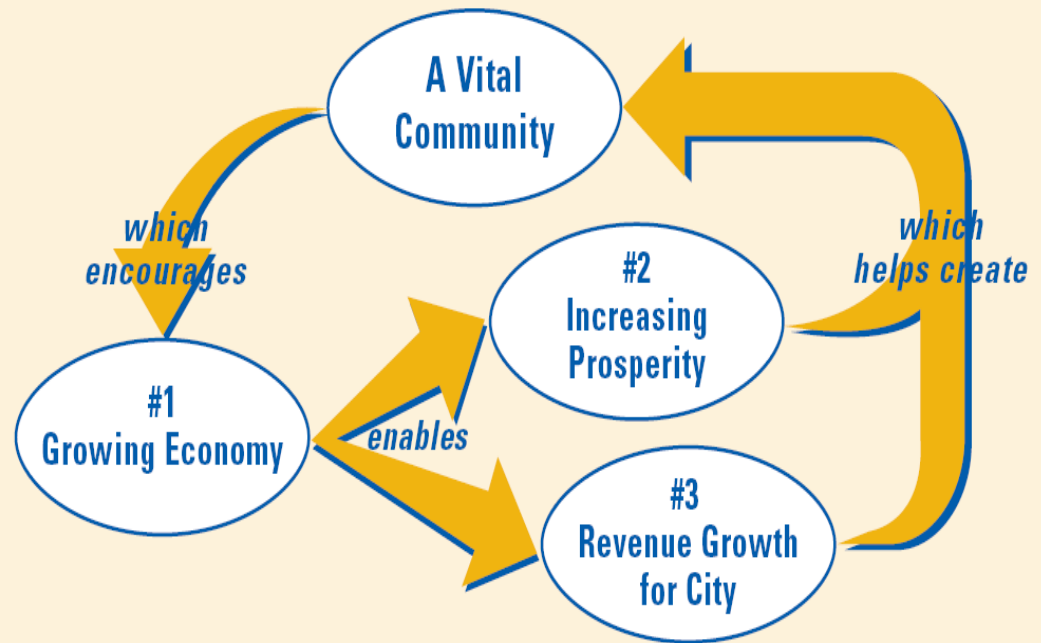 A Vital
Community
which
encourages
#1
Growing Economy
enables
#2
Increasing
Prosperity
#3
Revenue Growth
for City
which
helps create